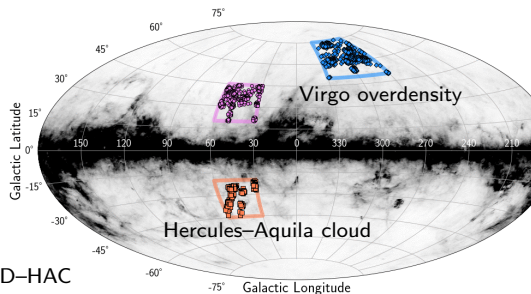 75°
60°
45°
30°
15°
0°
-15°
-30°
-45°
-60°
-75°
150 120 90 60 30 0 330 300 270 240 210
Galactic Latitude
Galactic Longitude
Virgo overdensity
Hercules–Aquila cloud
D–HAC